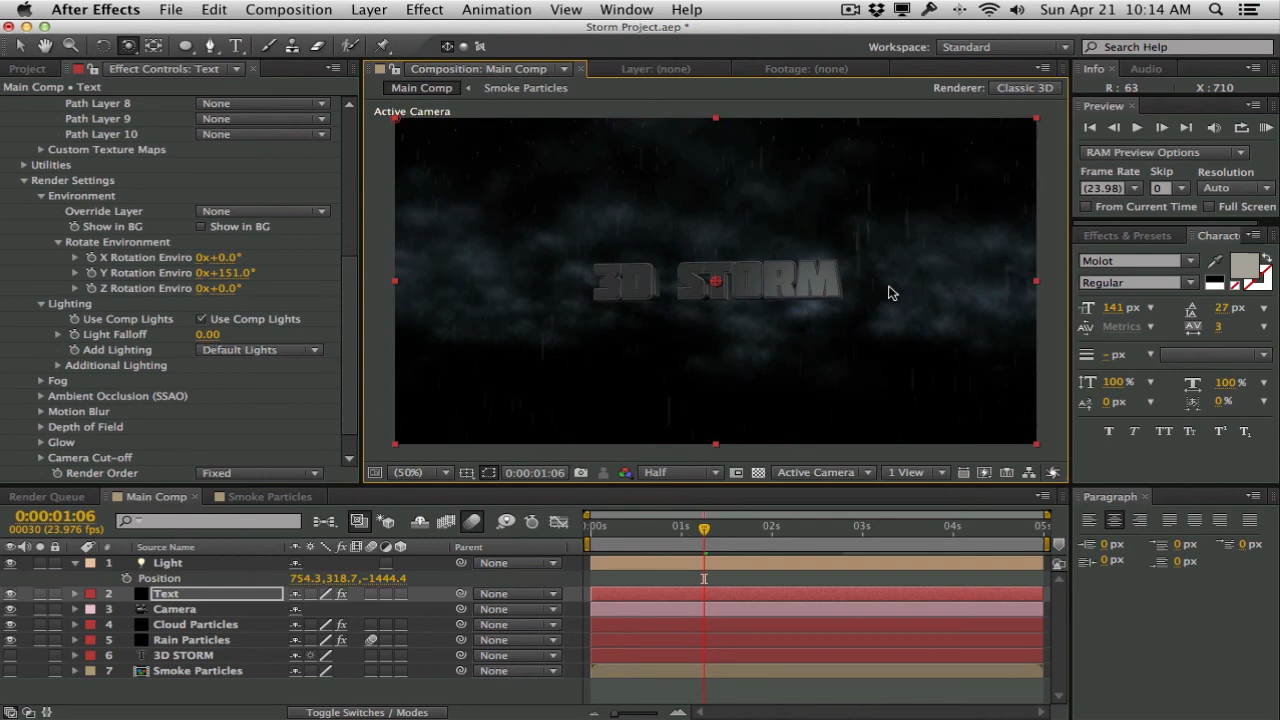 After Effects File Edit Composition Layer Effect Animation View Window Help Sun Apr 21 10:14 AM
Storm Project.aep *
Workspace: Standard Search Help
Project Effect Controls: Text Composition: Main Comp Layer: (none) Footage: (none) Info Audio
Main Comp • Text Main Comp Smoke Particles Renderer: Classic 3D R : 63 X : 710
Path Layer 8 None Active Camera Preview
Path Layer 9 None
Path Layer 10 None
Custom Texture Maps RAM Preview Options
Utilities Frame Rate Skip Resolution
Render Settings (23.98) 0 Auto
Environment From Current Time Full Screen
Override Layer None
Show in BG Show in BG Effects & Presets Charact
Rotate Environment
X Rotation Enviro 0x+0.0° Molot
Y Rotation Enviro 0x+151.0° 3D STORM Regular
Z Rotation Enviro 0x+0.0°
Lighting 141 px 27 px
Use Comp Lights Use Comp Lights Metrics 3
Light Falloff 0.00
Add Lighting Default Lights - px
Additional Lighting
Fog 100 % 100 %
Ambient Occlusion (SSAO) 0 px 0 %
Motion Blur
Depth of Field T T TT Tt T¹ T₁
Glow
Camera Cut-off
Render Order Fixed (50%) 0:00:01:06 Half Active Camera 1 View
Render Queue Main Comp Smoke Particles Paragraph
0:00:01:06
00030 (23.976 fps) :00s 01s 02s 03s 04s 05s
# Source Name Parent 0 px 0 px 0 px
1 Light None 0 px 0 px
Position 754.3,318.7,-1444.4
2 Text None
3 Camera None
4 Cloud Particles None
5 Rain Particles None
6 3D STORM None
7 Smoke Particles None
Toggle Switches / Modes